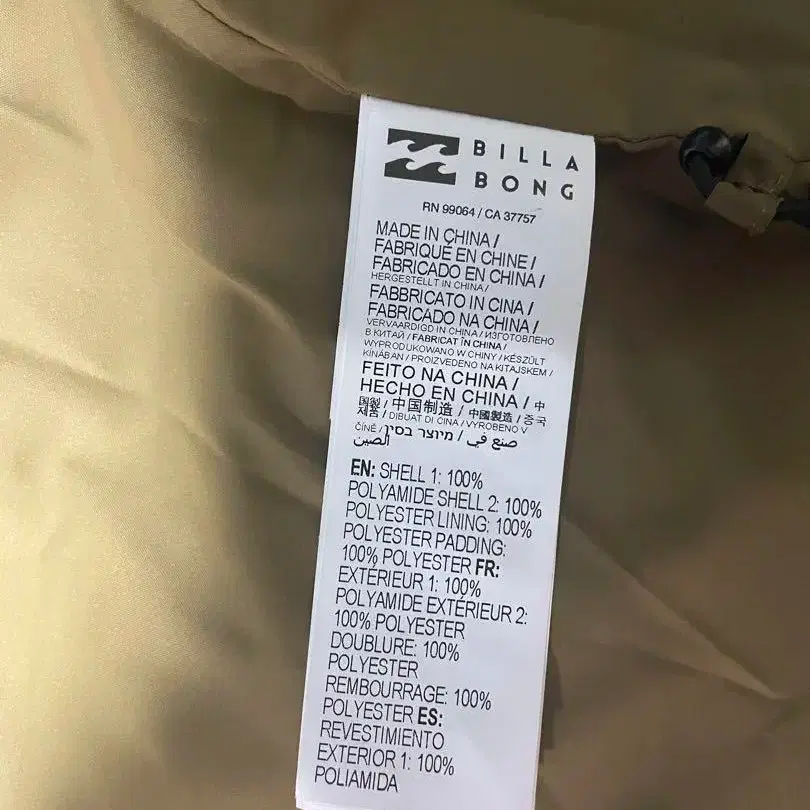 BILLA
BONG
RN 99064 / CA 37757
MADE IN CHINA /
FABRIQUÉ EN CHINE /
FABRICADO EN CHINA /
HERGESTELLT IN CHINA /
FABBRICATO IN CINA /
FABRICADO NA CHINA /
VERVAARDIGD IN CHINA / ИЗГОТОВЛЕНО
В КИТАЙ / FABRICAT ÎN CHINA /
WYPRODUKOWANO W CHINY / KÉSZÜLT
KÍNÁBAN / PROIZVEDENO NA KITAJSKEM /
FEITO NA CHINA /
HECHO EN CHINA / 中
国製 / 中国制造 / 中國製造 / 중국
제품 / DIBUAT DI CINA / VYROBENO V
ČÍNĚ / מיוצר בסין / صنع في
الصين
EN: SHELL 1: 100%
POLYAMIDE SHELL 2: 100%
POLYESTER LINING: 100%
POLYESTER PADDING:
100% POLYESTER FR:
EXTÉRIEUR 1: 100%
POLYAMIDE EXTÉRIEUR 2:
100% POLYESTER
DOUBLURE: 100%
POLYESTER
REMBOURRAGE: 100%
POLYESTER ES:
REVESTIMIENTO
EXTERIOR 1: 100%
POLIAMIDA